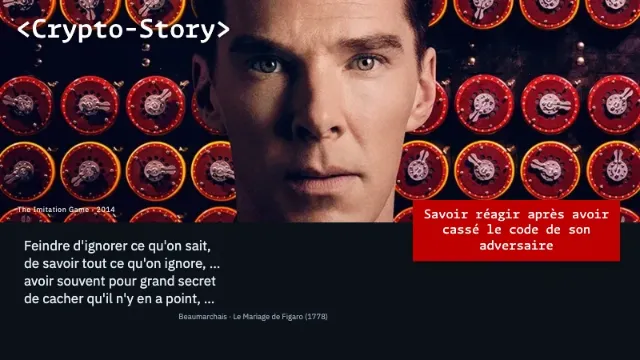 <Crypto-Story>
The Imitation Game - 2014
Savoir réagir après avoir
cassé le code de son
adversaire
Feindre d'ignorer ce qu'on sait,
de savoir tout ce qu'on ignore, ...
avoir souvent pour grand secret
de cacher qu'il n'y en a point, ...
Beaumarchais - Le Mariage de Figaro (1778)